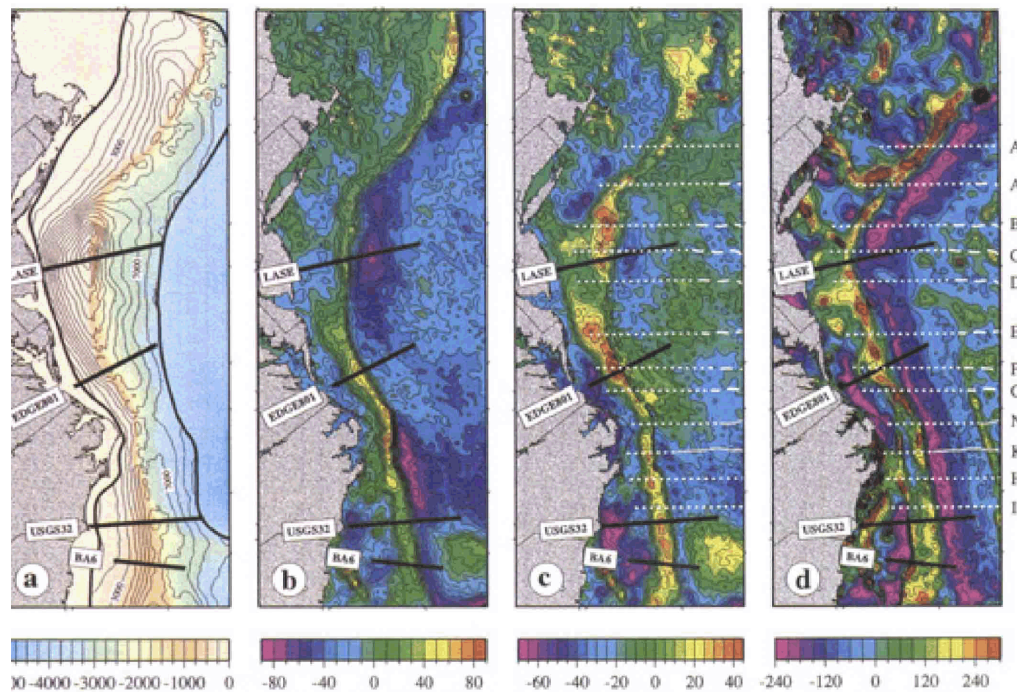 LASE
EDGE801
USGS32
BA6
a
LASE
EDGE801
USGS32
BA6
b
LASE
EDGE801
USGS32
BA6
c
LASE
EDGE801
USGS32
BA6
d
A
A
D
N
-4000 -3000 -2000 -1000 0
-80 -40 0 40 80
-60 -40 -20 0 20 40
-240 -120 0 120 240